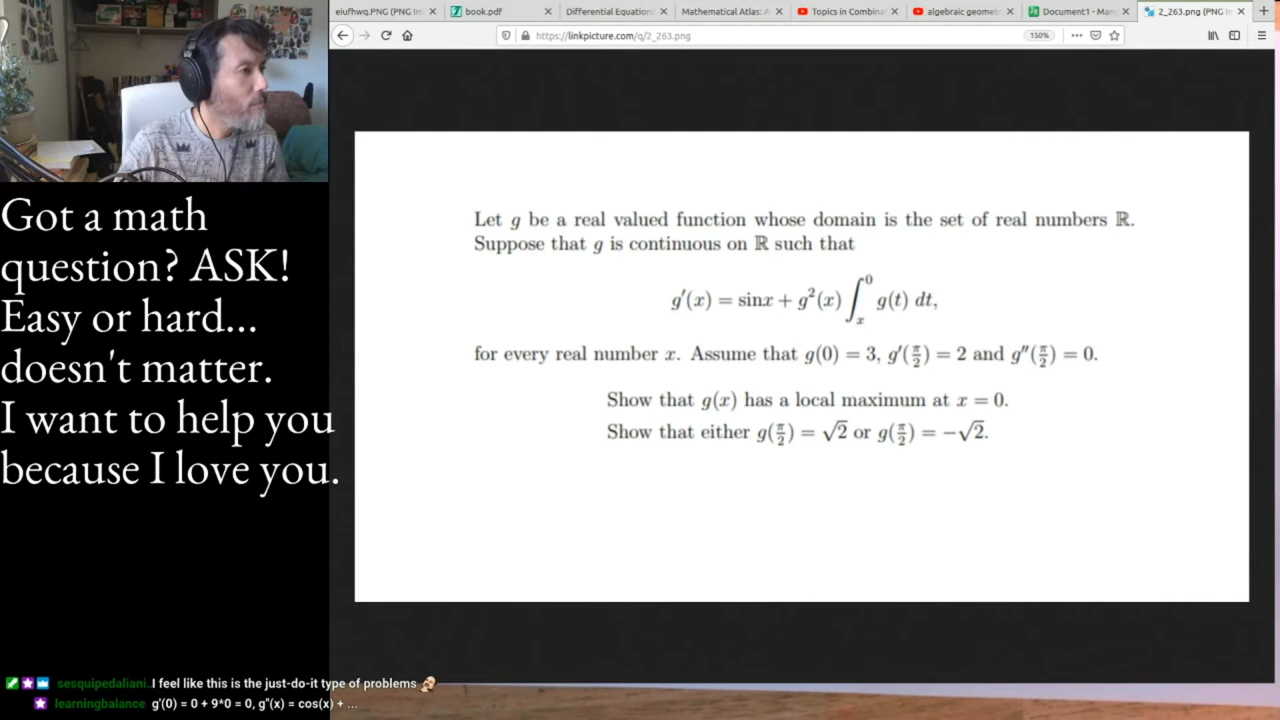 eiufhwq.PNG (PNG Im
book.pdf
Differential Equation
Mathematical Atlas: A
Topics in Combina
algebraic geomet
Document1 - Man
2_263.png (PNG I
https://linkpicture.com/q/2_263.png
150%
Let g be a real valued function whose domain is the set of real numbers ℝ.
Suppose that g is continuous on ℝ such that
g′(x) = sinx + g²(x) ∫ₓ⁰ g(t) dt,
for every real number x. Assume that g(0) = 3, g′(π/2) = 2 and g″(π/2) = 0.
Show that g(x) has a local maximum at x = 0.
Show that either g(π/2) = √2 or g(π/2) = −√2.
Got a math
question? ASK!
Easy or hard...
doesn't matter.
I want to help you
because I love you.
sesquipedaliani.. I feel like this is the just-do-it type of problems
learningbalance g'(0) = 0 + 9*0 = 0, g''(x) = cos(x) + ...